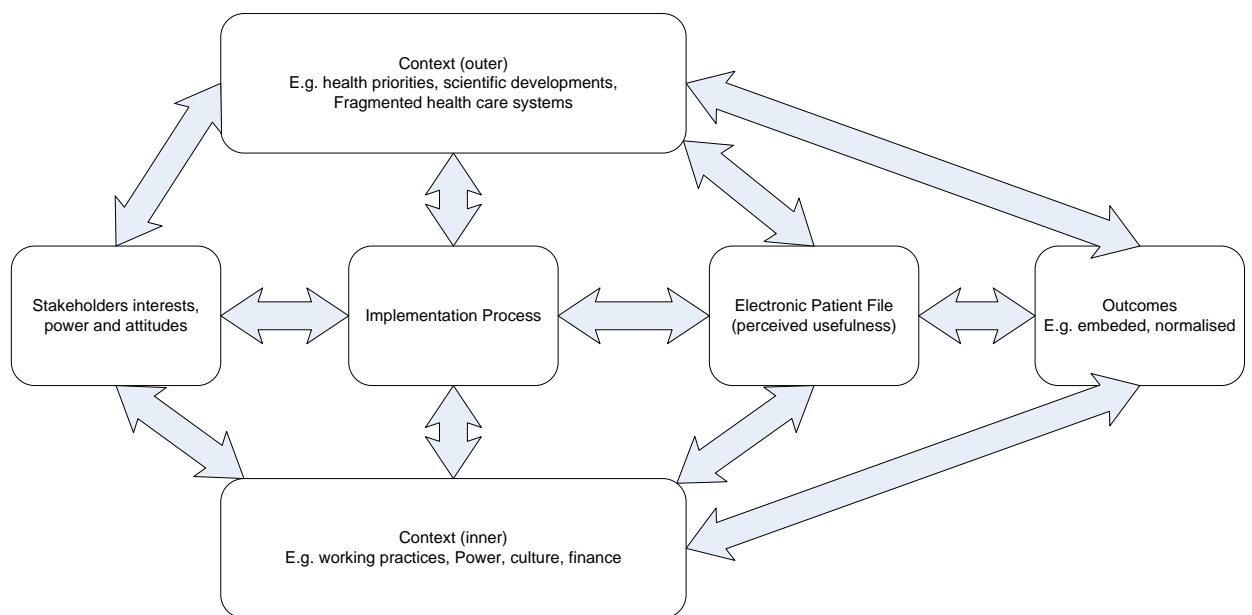 Context (outer)
E.g. health priorities, scientific developments,
Fragmented health care systems
Stakeholders interests,
power and attitudes
Implementation Process
Electronic Patient File
(perceived usefulness)
Outcomes
E.g. embeded, normalised
Context (inner)
E.g. working practices, Power, culture, finance